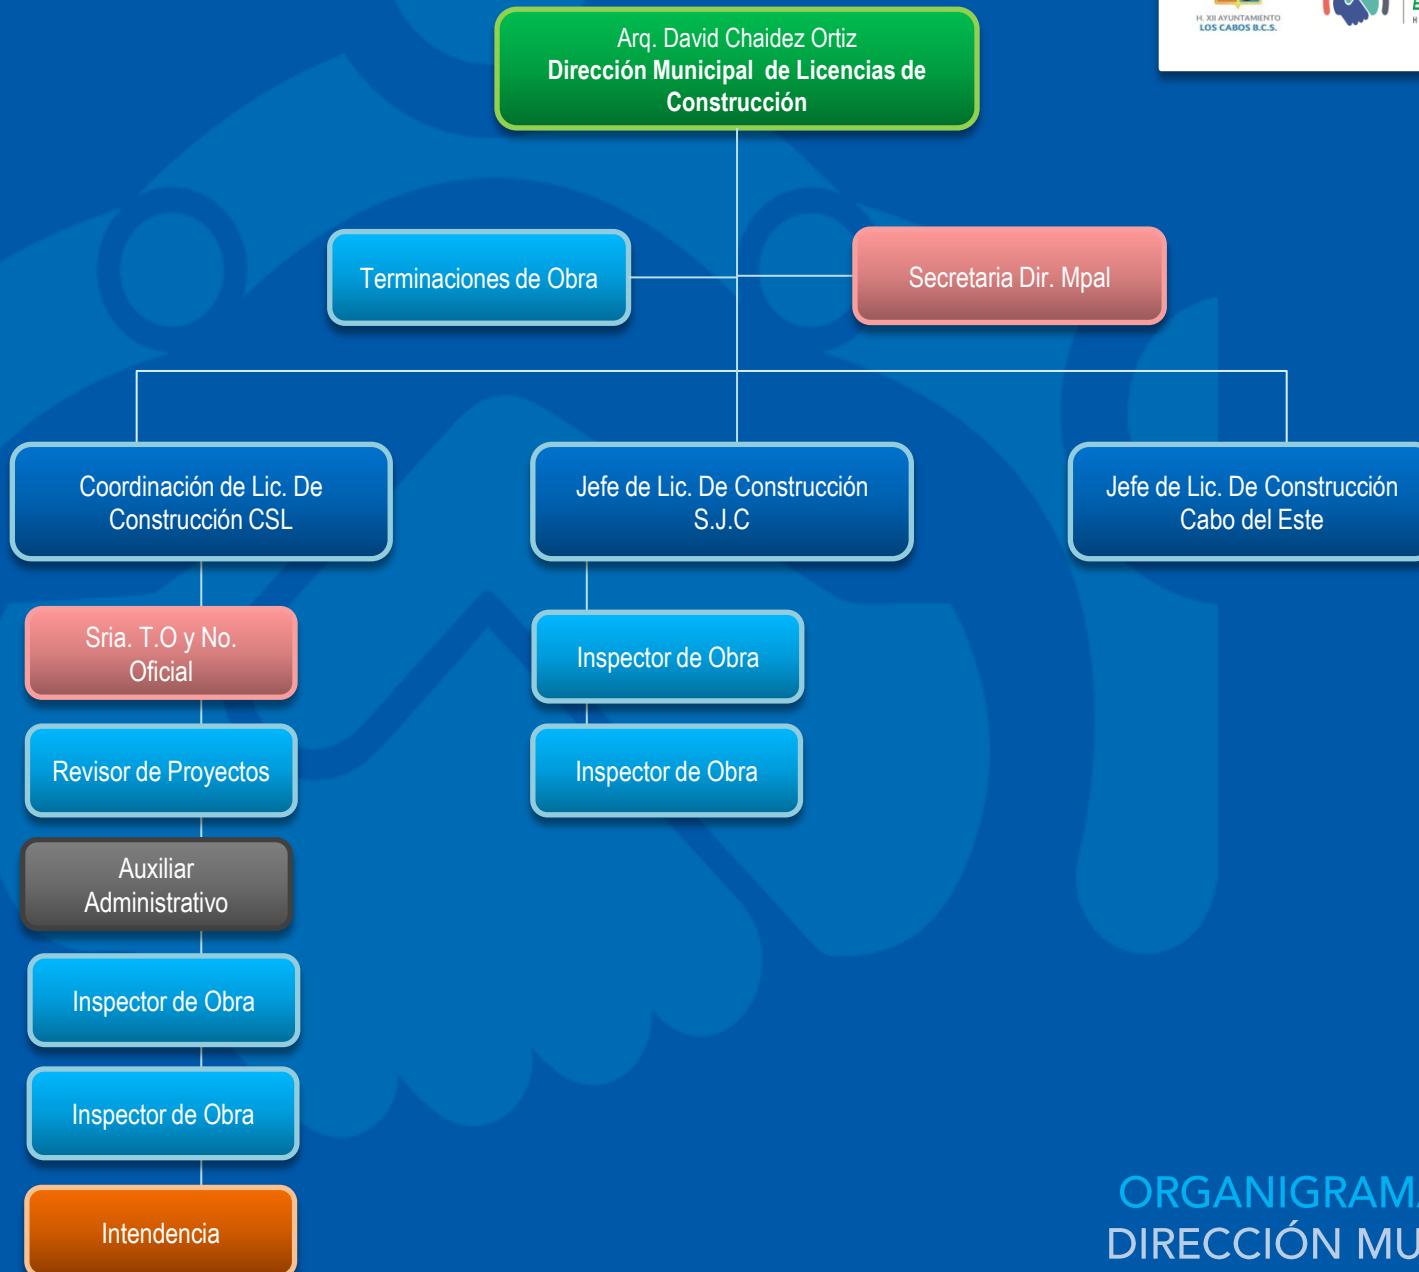 H. XII AYUNTAMIENTO
LOS CABOS B.C.S.
Arq. David Chaidez Ortiz
Dirección Municipal de Licencias de
Construcción
Terminaciones de Obra
Secretaria Dir. Mpal
Coordinación de Lic. De
Construcción CSL
Jefe de Lic. De Construcción
S.J.C
Jefe de Lic. De Construcción
Cabo del Este
Sria. T.O y No.
Oficial
Inspector de Obra
Revisor de Proyectos
Inspector de Obra
Auxiliar
Administrativo
Inspector de Obra
Inspector de Obra
Intendencia
ORGANIGRAMA
DIRECCIÓN MU